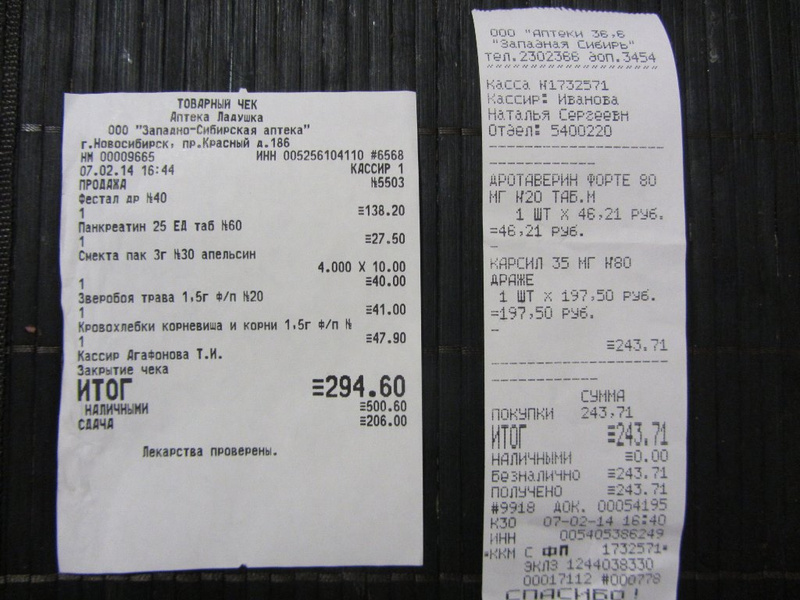 ТОВАРНЫЙ ЧЕК
Аптека Ладушка
ООО "Западно-Сибирская аптека"
г.Новосибирск, пр.Красный д.186
НМ 00009665 ИНН 005256104110 #6568
07.02.14 16:44 КАССИР 1
ПРОДАЖА №5503
Фестал др №40
1 ≡138.20
Панкреатин 25 ЕД таб №60
1 ≡27.50
Смекта пак 3г №30 апельсин
4.000 X 10.00
1 ≡40.00
Зверобоя трава 1,5г ф/п №20
1 ≡41.00
Кровохлебки корневиша и корни 1,5г ф/п №
1 ≡47.90
Кассир Агафонова Т.И.
Закрытие чека
ИТОГ ≡294.60
НАЛИЧНЫМИ ≡500.60
СДАЧА ≡206.00
Лекарства проверены.
ООО "Аптеки 36,6
"Западная Сибирь"
тел.2302366 доп.3454
Касса №1732571
Кассир: Иванова
Наталья Сергеевн
Отдел: 5400220
ДРОТАВЕРИН ФОРТЕ 80
МГ №20 ТАБ.М
1 ШТ X 46,21 РУБ.
=46,21 РУБ.
КАРСИЛ 35 МГ №80
ДРАЖЕ
1 ШТ X 197,50 РУБ.
=197,50 РУБ.
≡243.71
СУММА
ПОКУПКИ 243,71
ИТОГ ≡243.71
НАЛИЧНЫМИ ≡0.00
БЕЗНАЛИЧНО ≡243.71
ПОЛУЧЕНО ≡243.71
#9918 ДОК. 00054195
К30 07-02-14 16:40
ИНН 005405386249
*ККМ С ФП 1732571*
ЭКЛЗ 1244038330
00017112 #000778
СПАСИБО!